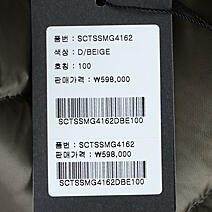 품번 : SCTSSMG4162
색상 : D/BEIGE
호칭 : 100
판매가격 : ₩598,000
SCTSSMG4162DBE100
품번 : SCTSSMG4162
판매가격 : ₩598,000
SCTSSMG4162DBE100